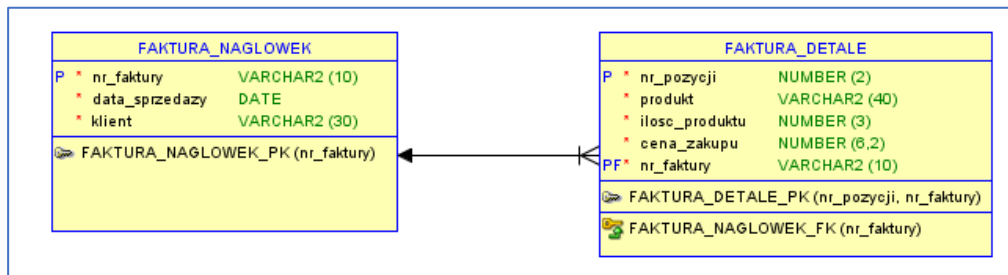 FAKTURA_NAGLOWEK
P * nr_faktury VARCHAR2 (10)
* data_sprzedazy DATE
* klient VARCHAR2 (30)
FAKTURA_NAGLOWEK_PK (nr_faktury)
FAKTURA_DETALE
P * nr_pozycji NUMBER (2)
* produkt VARCHAR2 (40)
* ilosc_produktu NUMBER (3)
* cena_zakupu NUMBER (6,2)
PF* nr_faktury VARCHAR2 (10)
FAKTURA_DETALE_PK (nr_pozycji, nr_faktury)
FAKTURA_NAGLOWEK_FK (nr_faktury)